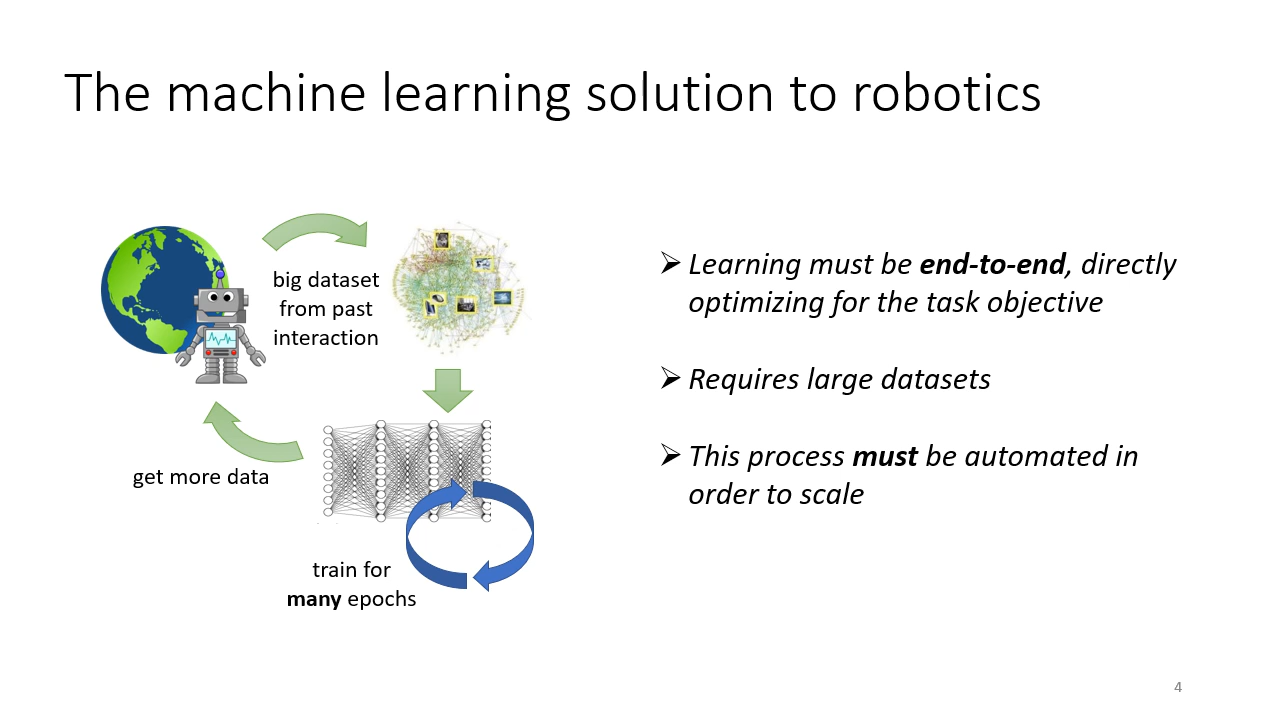 The machine learning solution to robotics
big dataset
from past
interaction
get more data
train for
many epochs
➢ Learning must be end-to-end, directly
optimizing for the task objective
➢ Requires large datasets
➢ This process must be automated in
order to scale
4